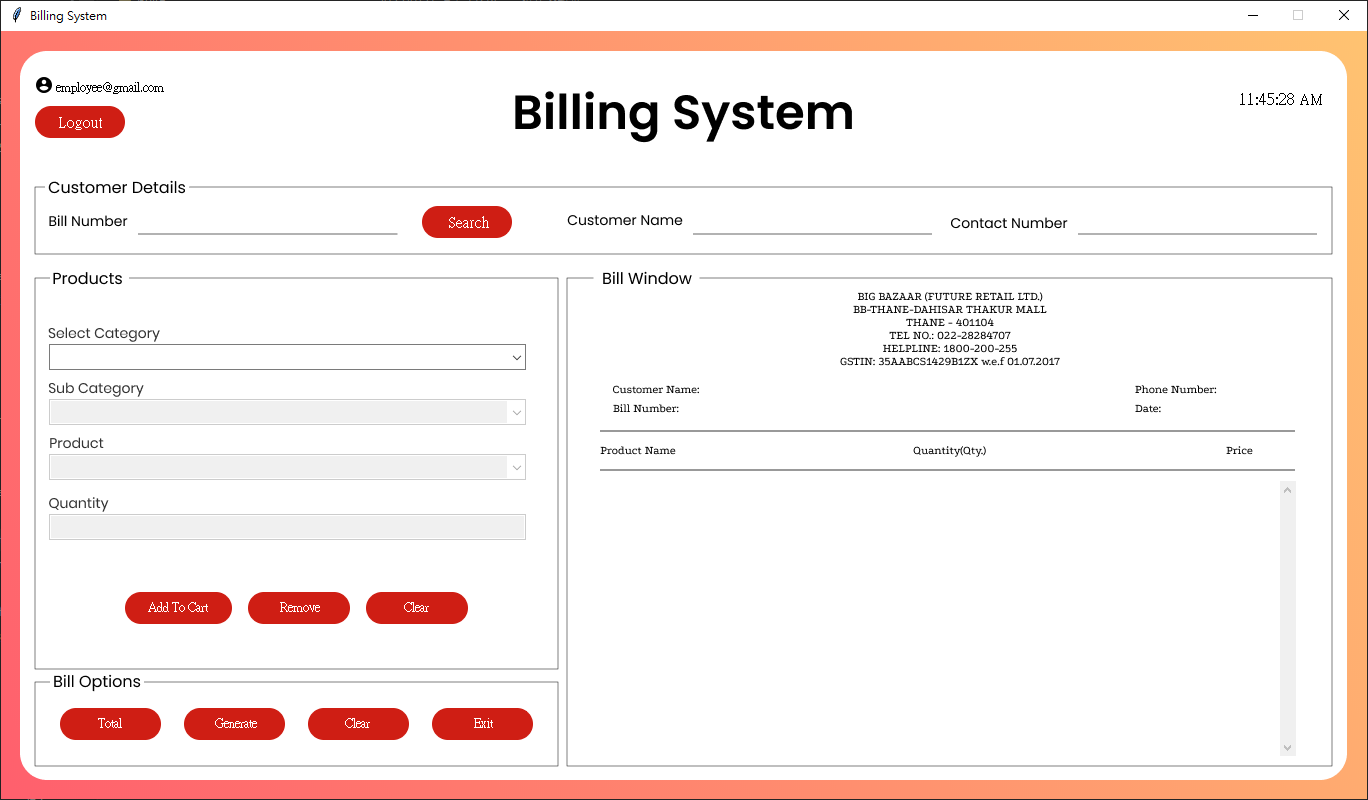 Billing System
employee@gmail.com
Logout
Billing System
11:45:28 AM
Customer Details
Bill Number
Search
Customer Name
Contact Number
Products
Select Category
Sub Category
Product
Quantity
Add To Cart
Remove
Clear
Bill Options
Total
Generate
Clear
Exit
Bill Window
BIG BAZAAR (FUTURE RETAIL LTD.)
BB-THANE-DAHISAR THAKUR MALL
THANE - 401104
TEL NO.: 022-28284707
HELPLINE: 1800-200-255
GSTIN: 35AABCS1429B1ZX w.e.f 01.07.2017
Customer Name:
Phone Number:
Bill Number:
Date:
Product Name
Quantity(Qty.)
Price